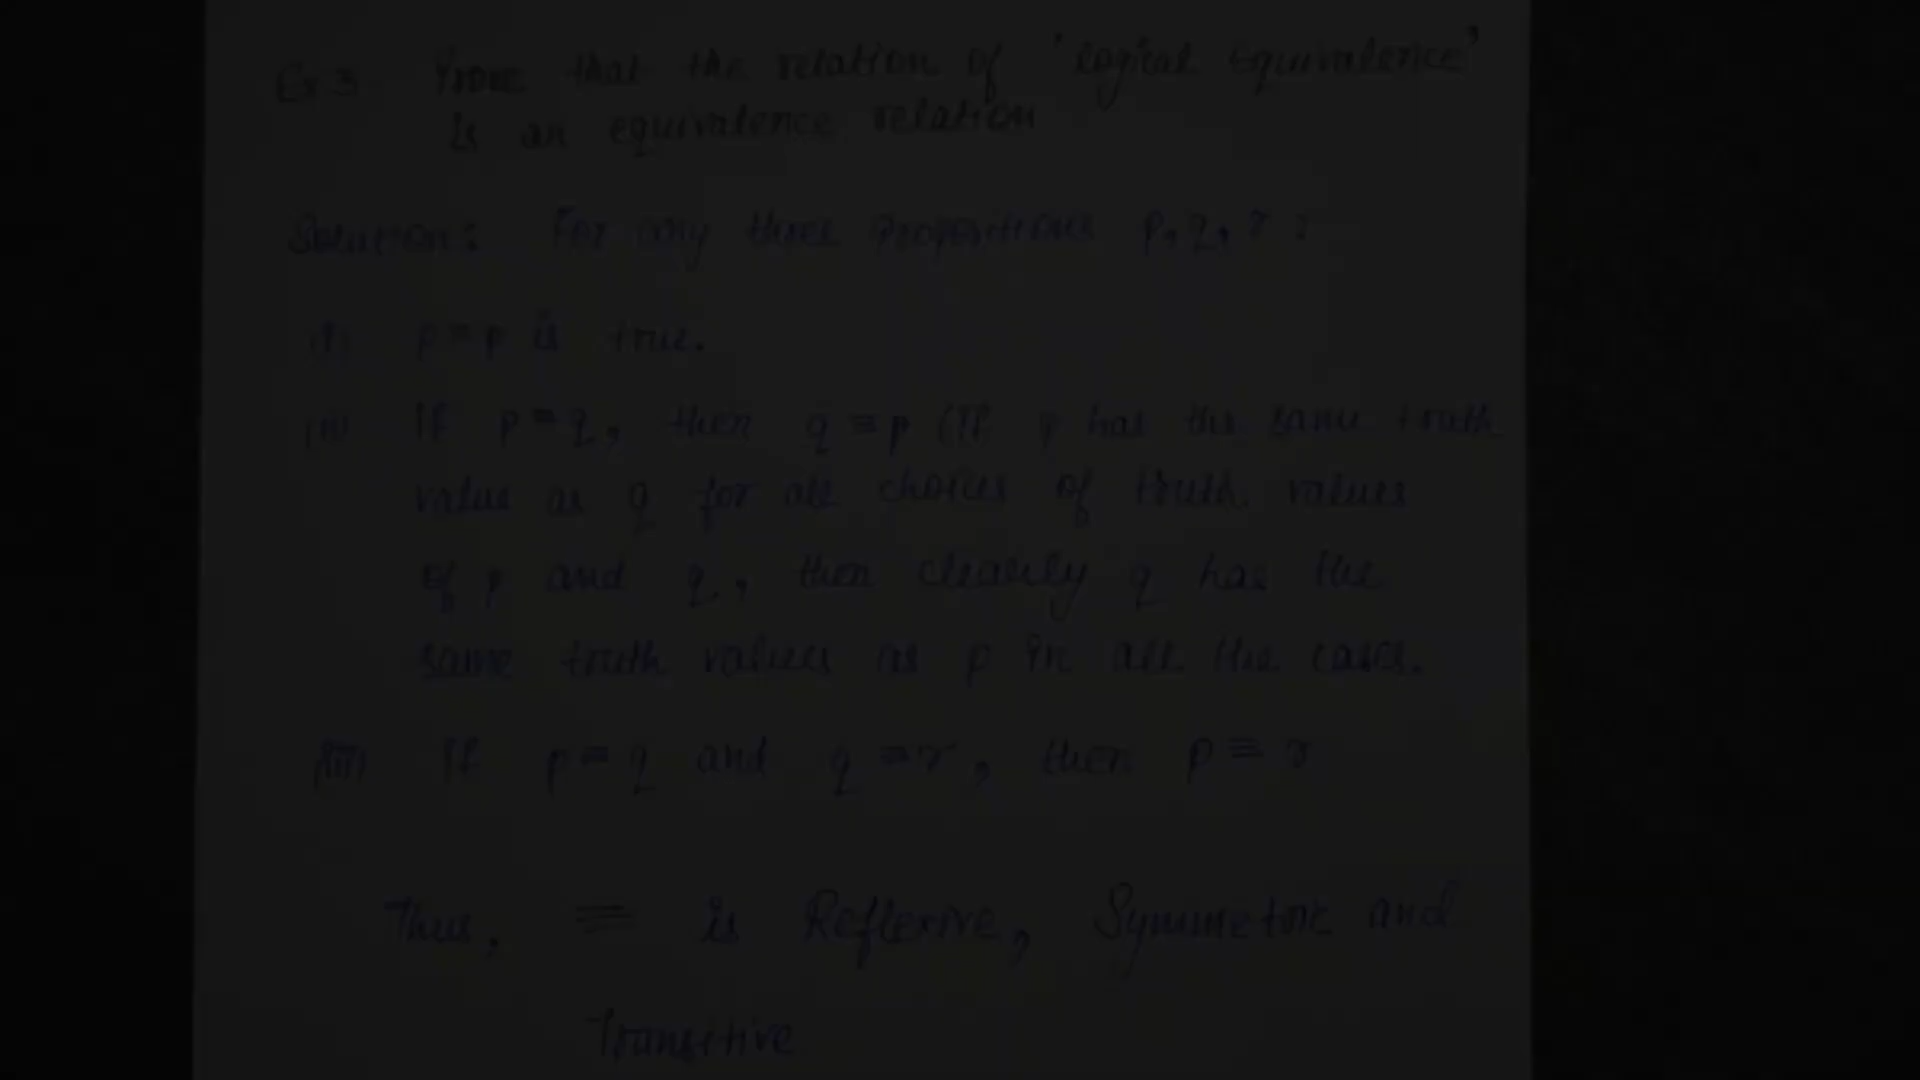 Ex 3 Prove that the relation of 'logical equivalence'
is an equivalence relation
Solution: For any three propositions p, q, r :
(i) p ≡ p is true.
(ii) If p ≡ q, then q ≡ p (If p has the same truth
value as q for all choices of truth values
of p and q, then clearly q has the
same truth values as p in all the cases.
(iii) If p ≡ q and q ≡ r, then p ≡ r
Thus, ≡ is Reflexive, Symmetric and
Transitive